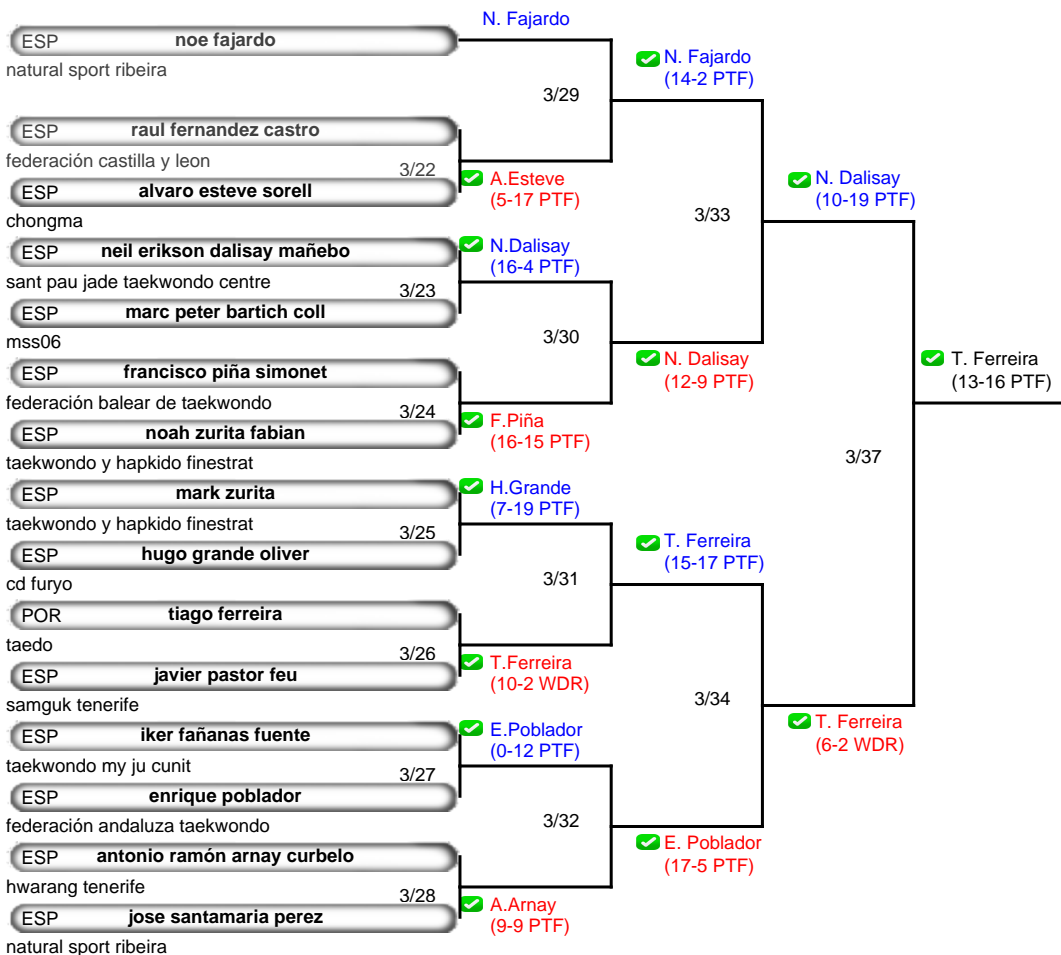 N. Fajardo
ESP noe fajardo
natural sport ribeira
N. Fajardo
(14-2 PTF)
3/29
ESP raul fernandez castro
federación castilla y leon
3/22
ESP alvaro esteve sorell
chongma
A.Esteve
(5-17 PTF)
N. Dalisay
(10-19 PTF)
3/33
ESP neil erikson dalisay mañebo
sant pau jade taekwondo centre
N.Dalisay
(16-4 PTF)
3/23
ESP marc peter bartich coll
mss06
3/30
ESP francisco piña simonet
federación balear de taekwondo
N. Dalisay
(12-9 PTF)
T. Ferreira
(13-16 PTF)
3/24
ESP noah zurita fabian
taekwondo y hapkido finestrat
F.Piña
(16-15 PTF)
3/37
ESP mark zurita
taekwondo y hapkido finestrat
H.Grande
(7-19 PTF)
3/25
ESP hugo grande oliver
cd furyo
T. Ferreira
(15-17 PTF)
3/31
POR tiago ferreira
taedo
3/26
ESP javier pastor feu
samguk tenerife
T.Ferreira
(10-2 WDR)
3/34
T. Ferreira
(6-2 WDR)
ESP iker fañanas fuente
taekwondo my ju cunit
E.Poblador
(0-12 PTF)
3/27
ESP enrique poblador
federación andaluza taekwondo
3/32
ESP antonio ramón arnay curbelo
hwarang tenerife
E. Poblador
(17-5 PTF)
3/28
ESP jose santamaria perez
natural sport ribeira
A.Arnay
(9-9 PTF)